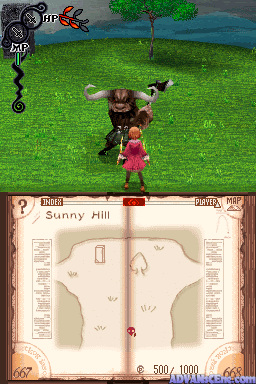 HP
MP
INDEX
PLAYER
MAP
Sunny Hill
?
500 / 1000
667
668
ADVANSCENE.com